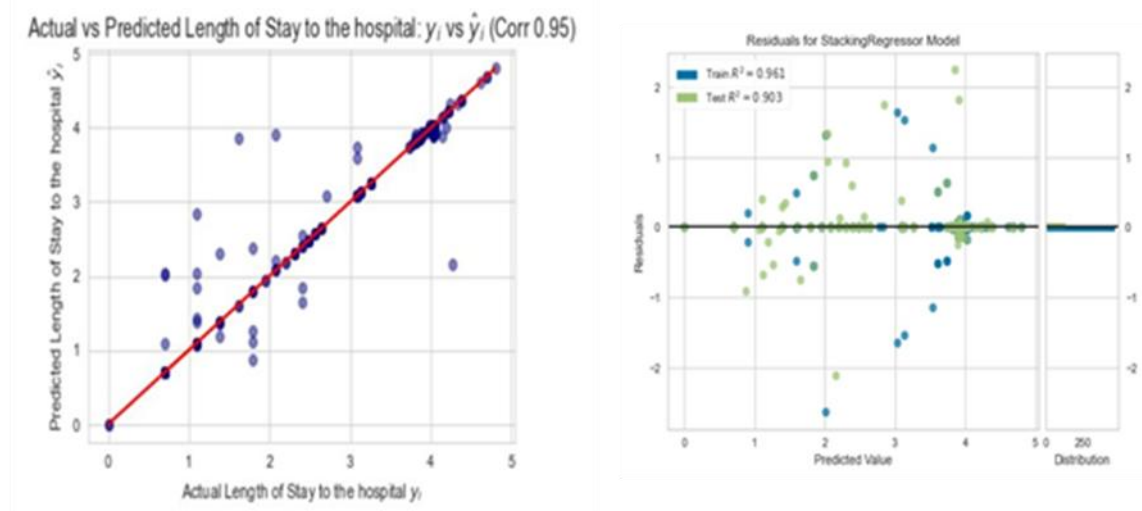 Actual vs Predicted Length of Stay to the hospital: yᵢ vs ŷᵢ (Corr 0.95)
5
4
3
2
1
0
Predicted Length of Stay to the hospital ŷᵢ
0 1 2 3 4 5
Actual Length of Stay to the hospital yᵢ
Residuals for StackingRegressor Model
Train R² = 0.961
Test R² = 0.903
2
1
0
−1
−2
Residuals
0 1 2 3 4 5
Predicted Value
2
1
0
−1
−2
0 250
Distribution